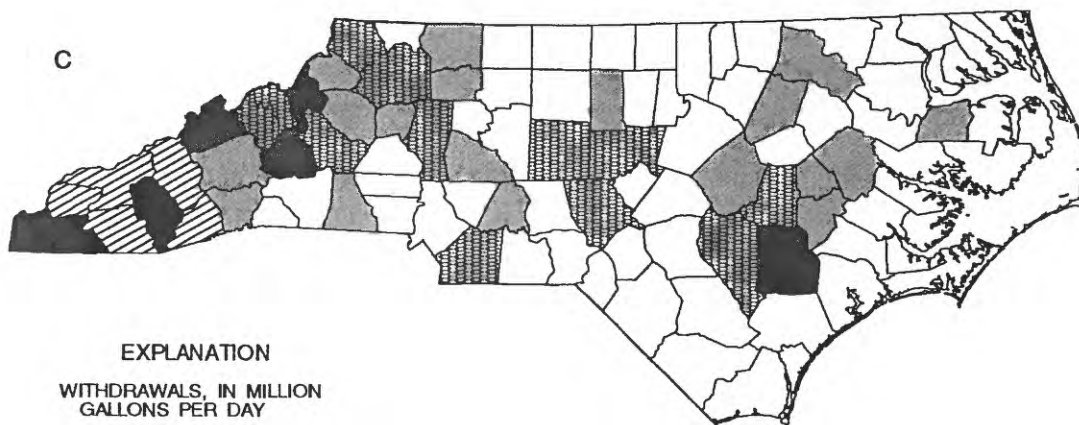 C
EXPLANATION
WITHDRAWALS, IN MILLION
GALLONS PER DAY